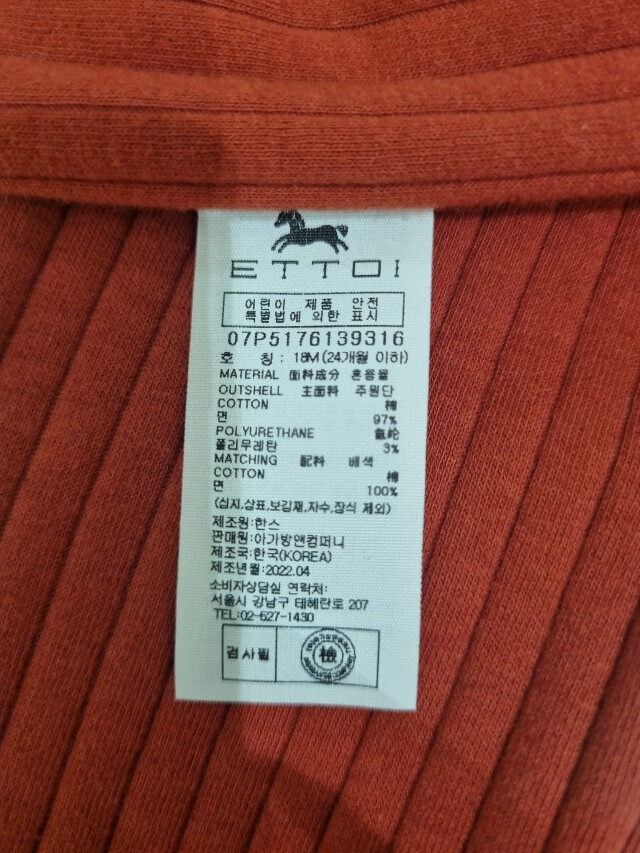 ETTOI
어린이 제품 안전
특별법에 의한 표시
07P5176139316
호 칭 : 18M(24개월 이하)
MATERIAL 面料成分 혼용율
OUTSHELL 主面料 주원단
COTTON 棉
면 97%
POLYURETHANE 氨纶
폴리우레탄 3%
MATCHING 配料 배색
COTTON 棉
면 100%
(심지,상표,보강재,자수,장식 제외)
제조원:한스
판매원:아가방앤컴퍼니
제조국:한국(KOREA)
제조년월:2022.04
소비자상담실 연락처:
서울시 강남구 테헤란로 207
TEL:02-527-1430
검사필 檢